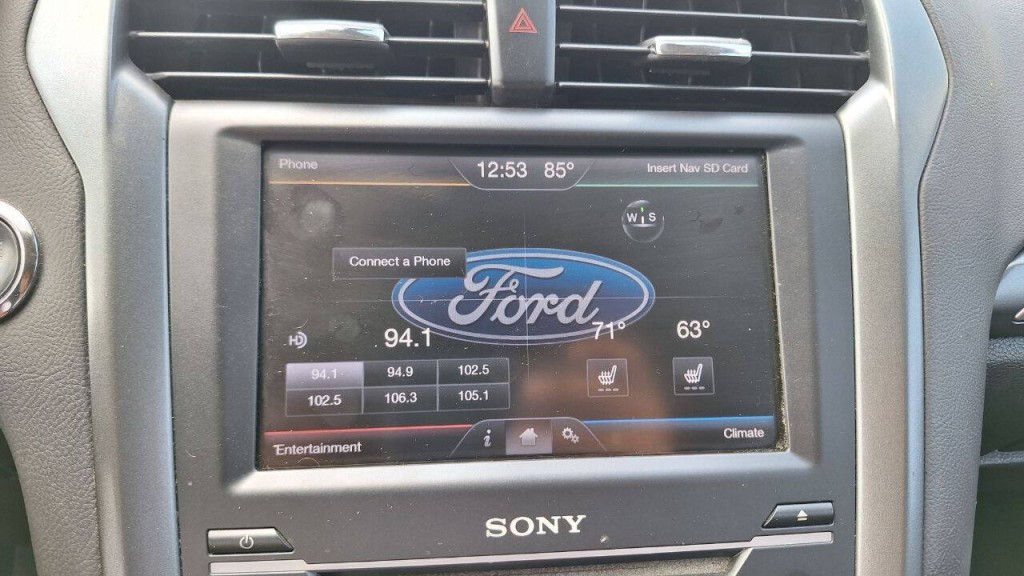 Phone
12:53 85°
Insert Nav SD Card
W S
Connect a Phone
Ford
HD
94.1
71°
63°
94.1 94.9 102.5
102.5 106.3 105.1
Entertainment
i
Climate
SONY